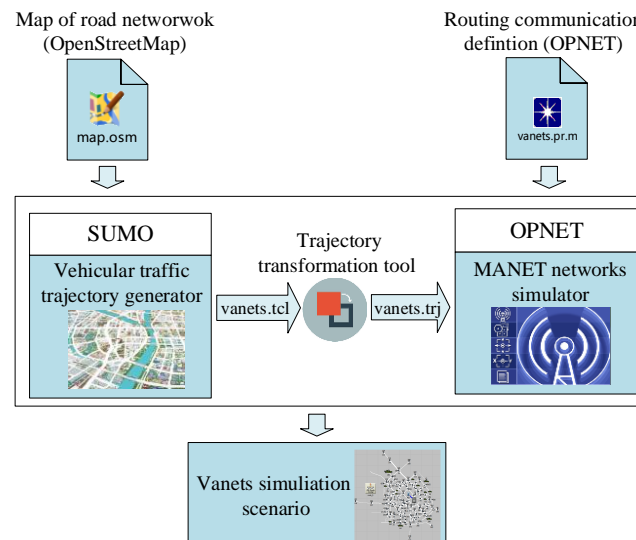 Map of road networwok
(OpenStreetMap)
map.osm
Routing communication
defintion (OPNET)
vanets.pr.m
SUMO
Vehicular traffic
trajectory generator
vanets.tcl
Trajectory
transformation tool
vanets.trj
OPNET
MANET networks
simulator
Vanets simuliation
scenario